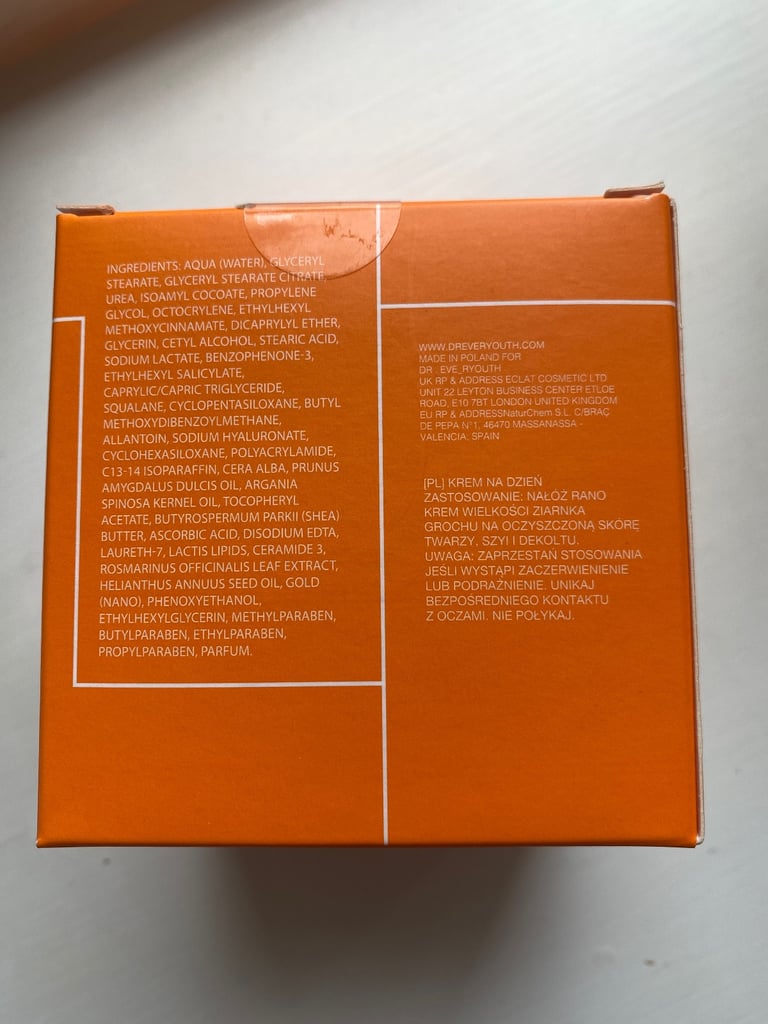 INGREDIENTS: AQUA (WATER), GLYCERYL
STEARATE, GLYCERYL STEARATE CITRATE,
UREA, ISOAMYL COCOATE, PROPYLENE
GLYCOL, OCTOCRYLENE, ETHYLHEXYL
METHOXYCINNAMATE, DICAPRYLYL ETHER,
GLYCERIN, CETYL ALCOHOL, STEARIC ACID,
SODIUM LACTATE, BENZOPHENONE-3,
ETHYLHEXYL SALICYLATE,
CAPRYLIC/CAPRIC TRIGLYCERIDE,
SQUALANE, CYCLOPENTASILOXANE, BUTYL
METHOXYDIBENZOYLMETHANE,
ALLANTOIN, SODIUM HYALURONATE,
CYCLOHEXASILOXANE, POLYACRYLAMIDE,
C13-14 ISOPARAFFIN, CERA ALBA, PRUNUS
AMYGDALUS DULCIS OIL, ARGANIA
SPINOSA KERNEL OIL, TOCOPHERYL
ACETATE, BUTYROSPERMUM PARKII (SHEA)
BUTTER, ASCORBIC ACID, DISODIUM EDTA,
LAURETH-7, LACTIS LIPIDS, CERAMIDE 3,
ROSMARINUS OFFICINALIS LEAF EXTRACT,
HELIANTHUS ANNUUS SEED OIL, GOLD
(NANO), PHENOXYETHANOL,
ETHYLHEXYLGLYCERIN, METHYLPARABEN,
BUTYLPARABEN, ETHYLPARABEN,
PROPYLPARABEN, PARFUM.
WWW.DREVERYOUTH.COM
MADE IN POLAND FOR
DR . EVE_RYOUTH
UK RP & ADDRESS ECLAT COSMETIC LTD
UNIT 22 LEYTON BUSINESS CENTER ETLOE
ROAD, E10 7BT LONDON UNITED KINGDOM
EU RP & ADDRESSNaturChem S.L. C/BRAÇ
DE PEPA N°1, 46470 MASSANASSA -
VALENCIA, SPAIN
[PL] KREM NA DZIEŃ
ZASTOSOWANIE: NAŁÓŻ RANO
KREM WIELKOŚCI ZIARNKA
GROCHU NA OCZYSZCZONĄ SKÓRĘ
TWARZY, SZYI I DEKOLTU.
UWAGA: ZAPRZESTAŃ STOSOWANIA
JEŚLI WYSTĄPI ZACZERWIENIENIE
LUB PODRAŻNIENIE. UNIKAJ
BEZPOŚREDNIEGO KONTAKTU
Z OCZAMI. NIE POŁYKAJ.